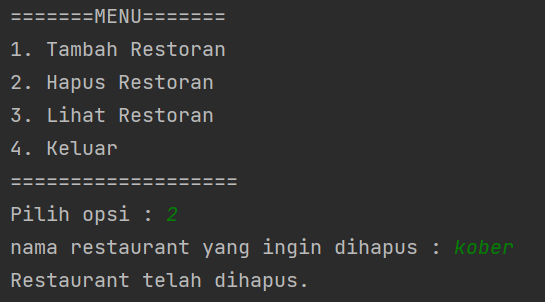 =======MENU=======
1. Tambah Restoran
2. Hapus Restoran
3. Lihat Restoran
4. Keluar
===================
Pilih opsi : 2
nama restaurant yang ingin dihapus : kober
Restaurant telah dihapus.